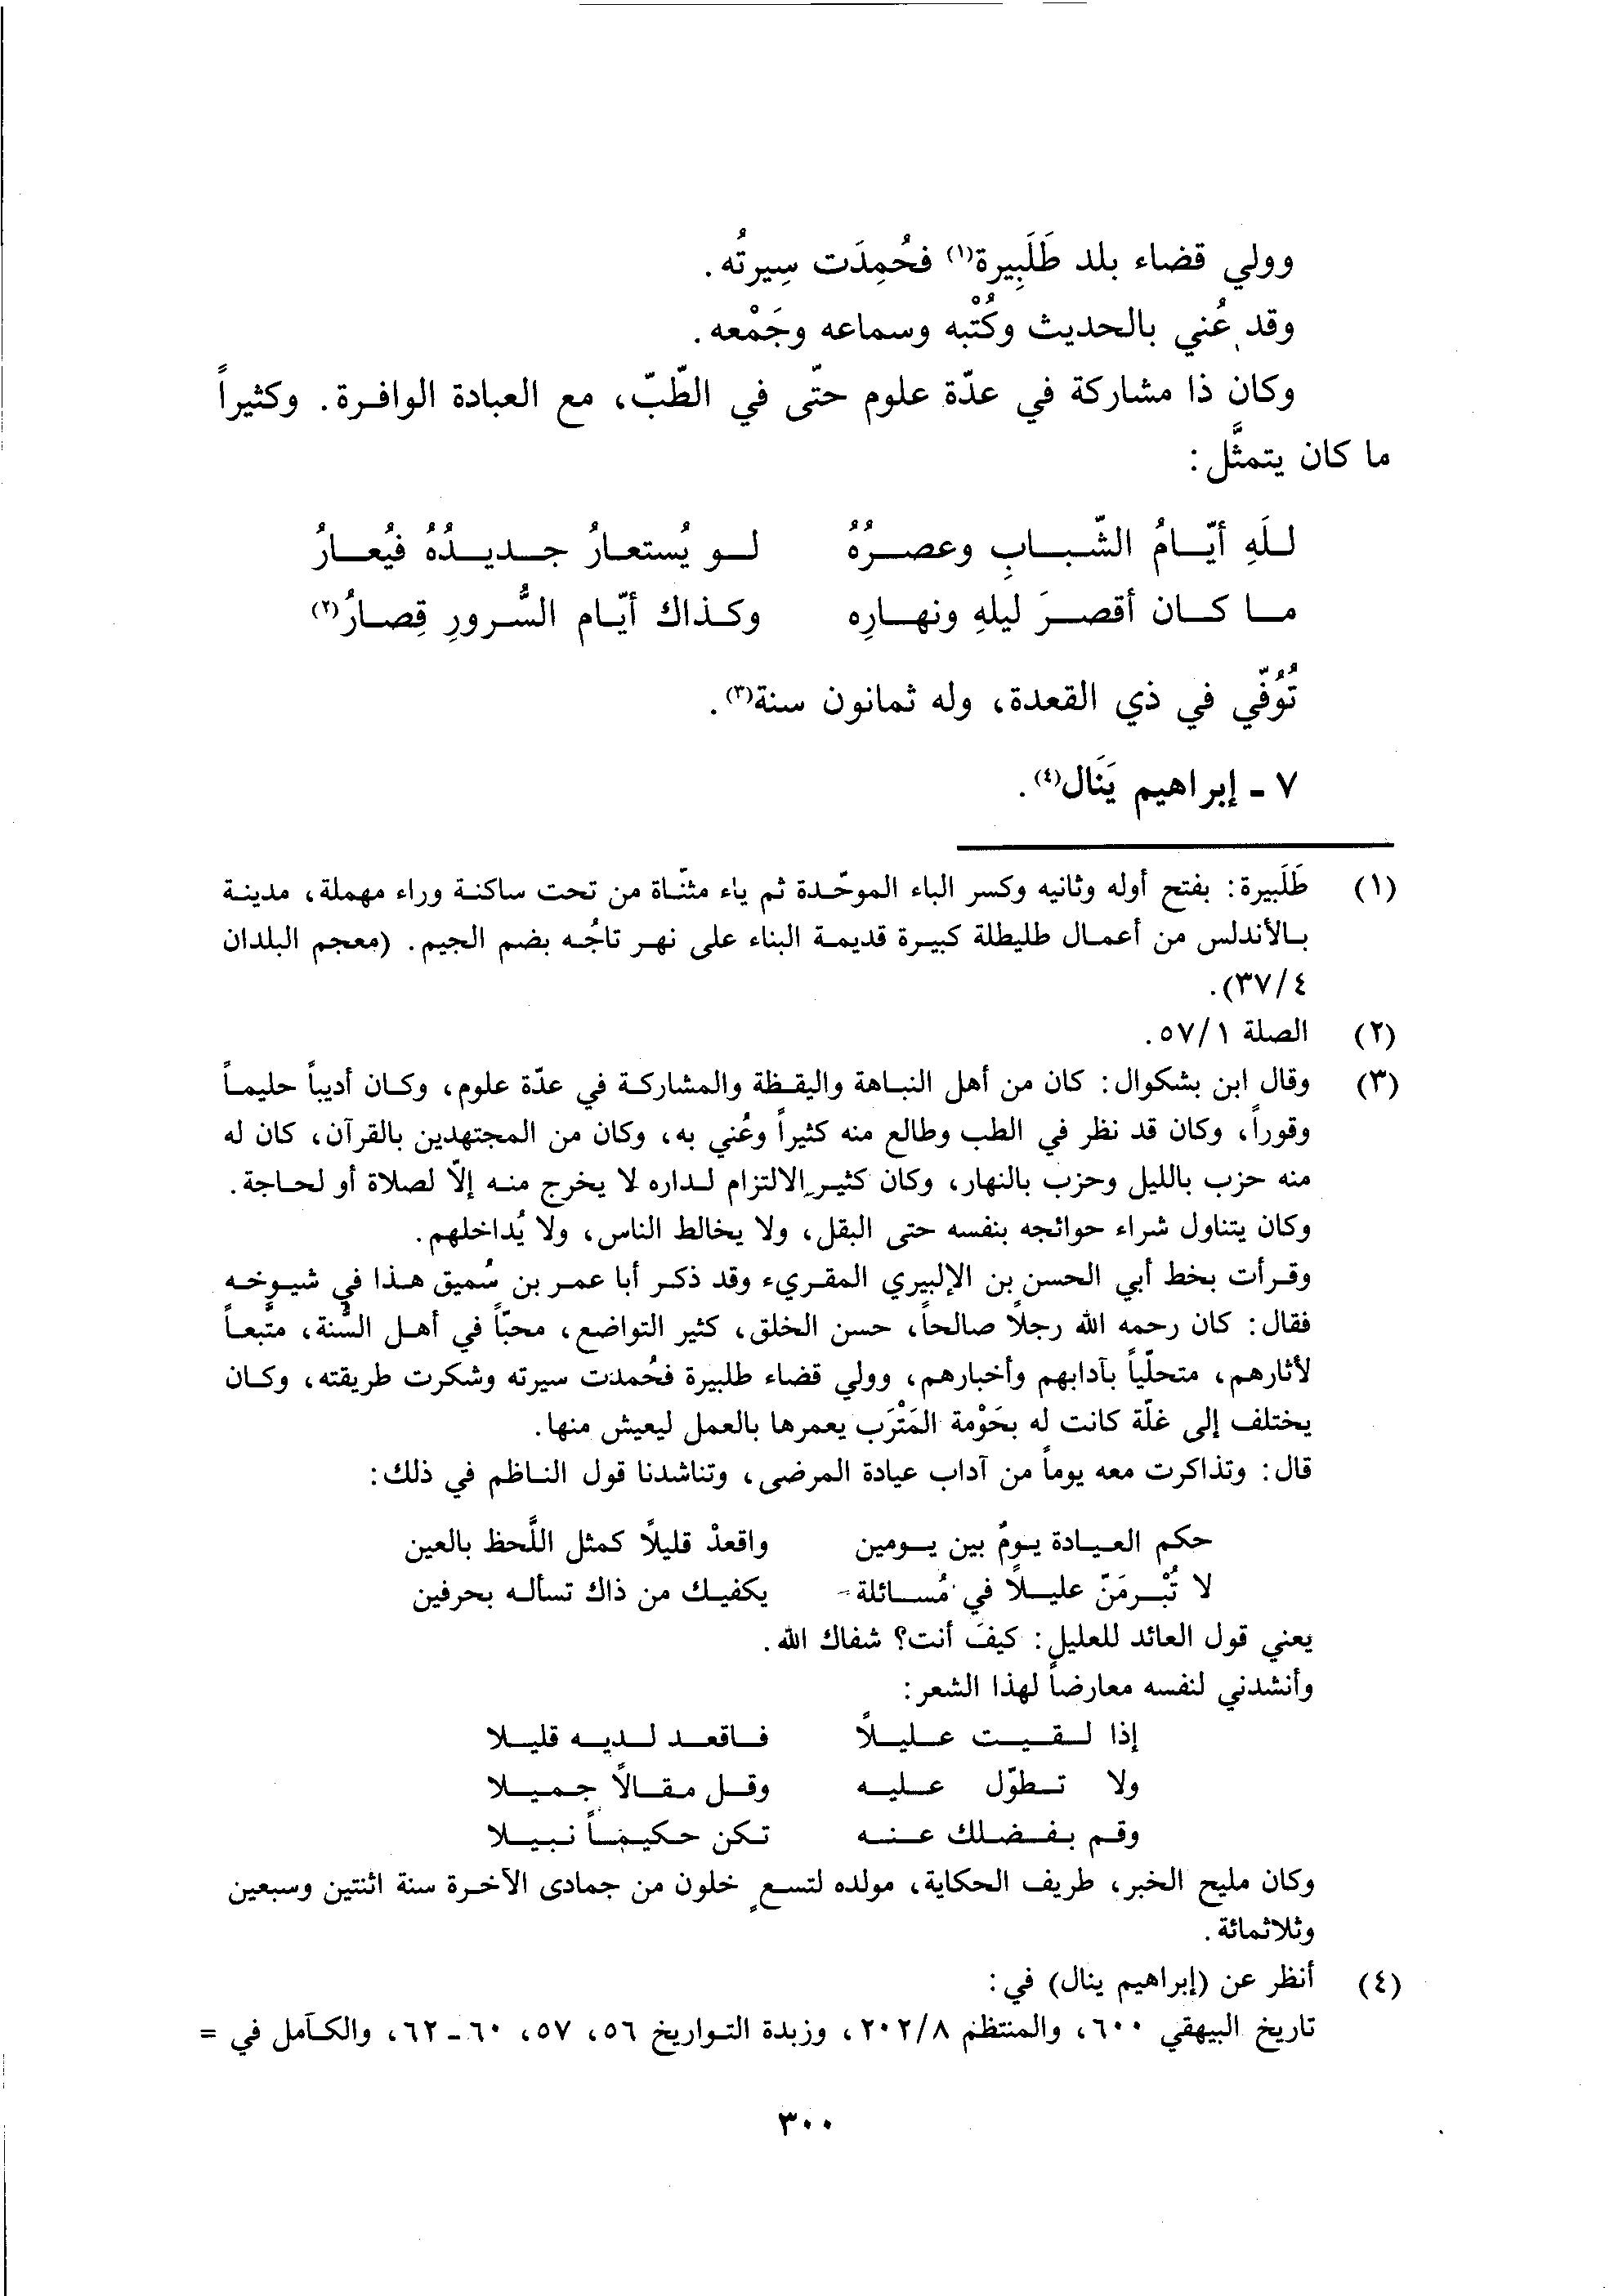 وولي قضاء بلد طَلَبِيرة(١) فحُمِدَت سِيرتُه.
وقد عُني بالحديث وكُتْبه وسماعه وجَمْعه.
وكان ذا مشاركة في عدّة علوم حتّى في الطّبّ، مع العبادة الوافرة. وكثيراً
ما كان يتمثَّل:
للَهِ أيّامُ الشّبابِ وعصرُهُ لو يُستعارُ جديدُهُ فيُعارُ
ما كان أقصرَ ليلهِ ونهارِه وكذاك أيّام السُّرورِ قِصارُ(٢)
تُوُفّي في ذي القعدة، وله ثمانون سنة(٣).
٧ - إبراهيم يَنَال(٤).
(١) طَلَبيرة: بفتح أوله وثانيه وكسر الباء الموحّدة ثم ياء مثنّاة من تحت ساكنة وراء مهملة، مدينة
بالأندلس من أعمال طليطلة كبيرة قديمة البناء على نهر تاجُه بضم الجيم. (معجم البلدان
٣٧/٤).
(٢) الصلة ٥٧/١.
(٣) وقال ابن بشكوال: كان من أهل النباهة واليقظة والمشاركة في عدّة علوم، وكان أديباً حليماً
وقوراً، وكان قد نظر في الطب وطالع منه كثيراً وعُني به، وكان من المجتهدين بالقرآن، كان له
منه حزب بالليل وحزب بالنهار، وكان كثير الالتزام لداره لا يخرج منه إلّا لصلاة أو لحاجة.
وكان يتناول شراء حوائجه بنفسه حتى البقل، ولا يخالط الناس، ولا يُداخلهم.
وقرأت بخط أبي الحسن بن الإلبيري المقريء وقد ذكر أبا عمر بن سُميق هذا في شيوخه
فقال: كان رحمه الله رجلاً صالحاً، حسن الخلق، كثير التواضع، محبّاً في أهل السُّنة، متّبعاً
لأثارهم، متحلّياً بآدابهم وأخبارهم، وولي قضاء طلبيرة فحُمدت سيرته وشكرت طريقته، وكان
يختلف إلى غلّة كانت له بحَوْمة المَتْرَب يعمرها بالعمل ليعيش منها.
قال: وتذاكرت معه يوماً من آداب عيادة المرضى، وتناشدنا قول الناظم في ذلك:
حكم العيادة يومٌ بين يومين واقعدْ قليلاً كمثل اللَّحظ بالعين
لا تُبْرمَنّ عليلاً في مُسائلة يكفيك من ذاك تسأله بحرفين
يعني قول العائد للعليل: كيفَ أنت؟ شفاك الله.
وأنشدني لنفسه معارضاً لهذا الشعر:
إذا لقيت عليلاً فاقعد لديه قليلا
ولا تطوّل عليه وقل مقالاً جميلا
وقم بفضلك عنه تكن حكيماً نبيلا
وكان مليح الخبر، طريف الحكاية، مولده لتسعٍ خلون من جمادى الآخرة سنة اثنتين وسبعين
وثلاثمائة.
(٤) أنظر عن (إبراهيم ينال) في:
تاريخ البيهقي ٦٠٠، والمنتظم ٢٠٢/٨، وزبدة التواريخ ٥٦، ٥٧، ٦٠-٦٢، والكامل في =
٣٠٠